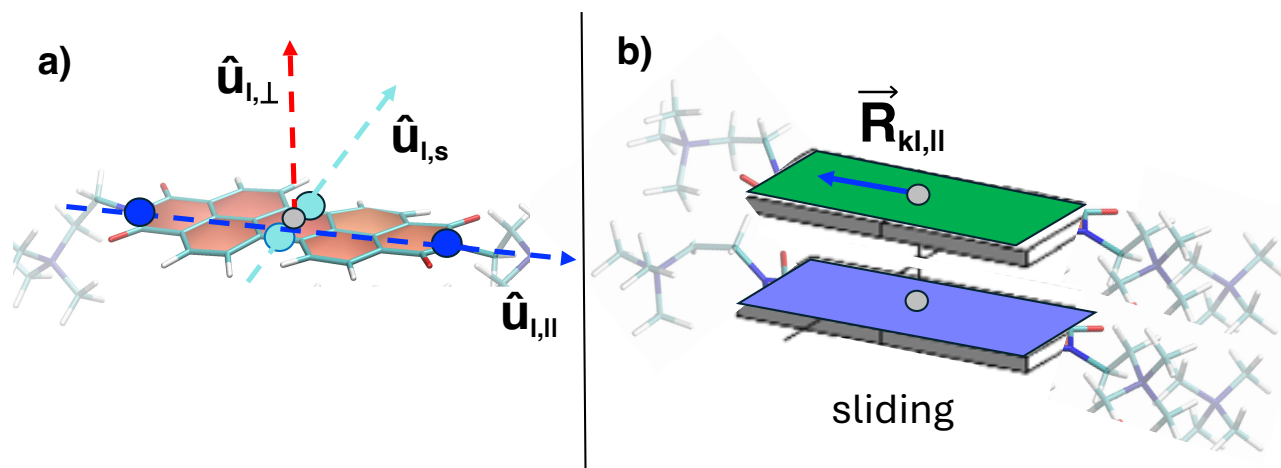 a)
û_{l,⊥}
û_{l,s}
û_{l,ll}
b)
R⃗_{kl,ll}
sliding